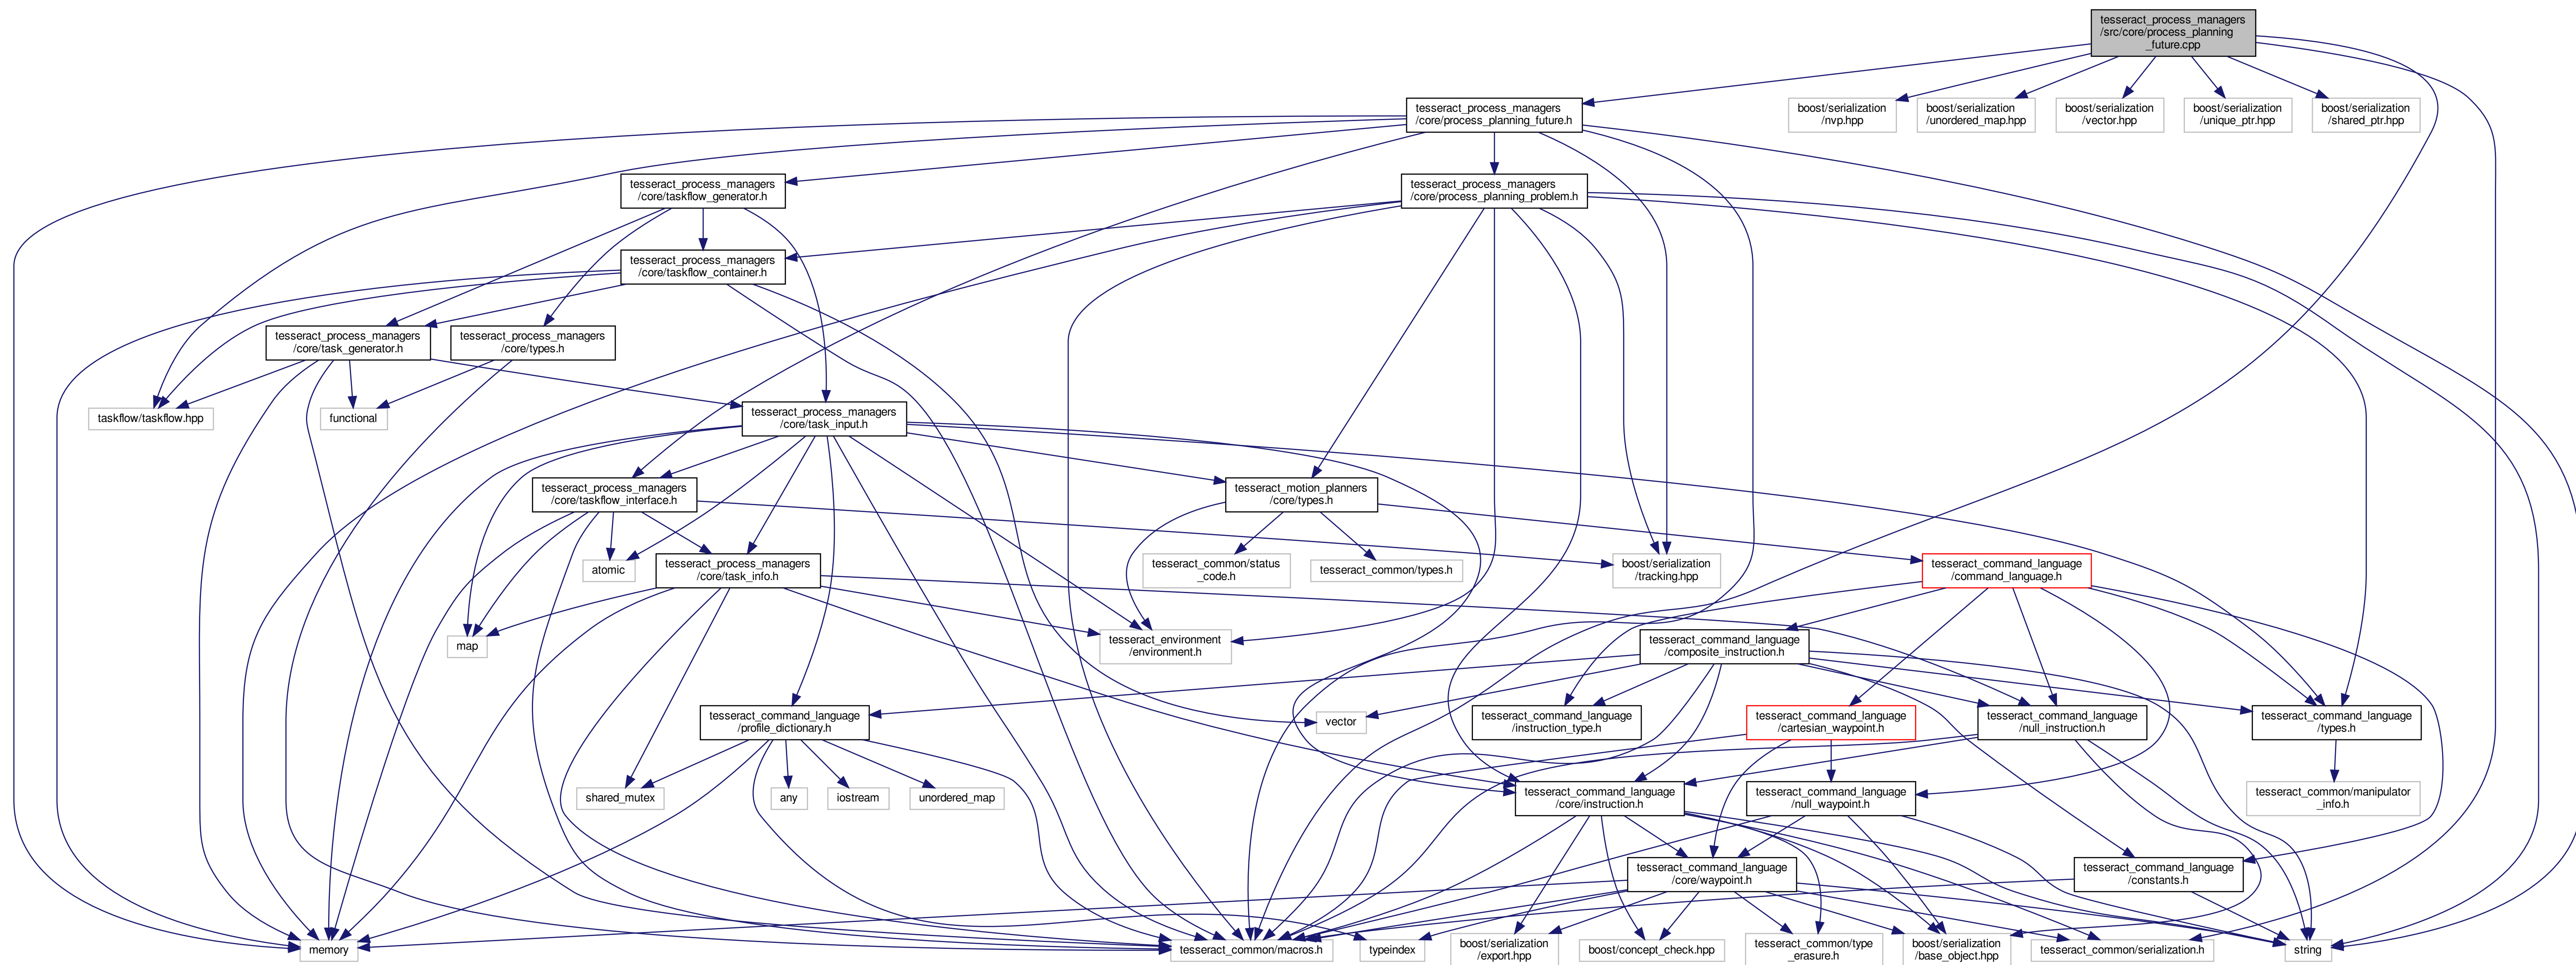 tesseract_process_managers
/src/core/process_planning
_future.cpp
tesseract_process_managers
/core/process_planning_future.h
boost/serialization
/nvp.hpp
boost/serialization
/unordered_map.hpp
boost/serialization
/vector.hpp
boost/serialization
/unique_ptr.hpp
boost/serialization
/shared_ptr.hpp
tesseract_process_managers
/core/taskflow_generator.h
tesseract_process_managers
/core/process_planning_problem.h
tesseract_process_managers
/core/taskflow_container.h
tesseract_process_managers
/core/task_generator.h
tesseract_process_managers
/core/types.h
taskflow/taskflow.hpp
functional
tesseract_process_managers
/core/task_input.h
tesseract_process_managers
/core/taskflow_interface.h
tesseract_motion_planners
/core/types.h
atomic
tesseract_process_managers
/core/task_info.h
tesseract_common/status
_code.h
tesseract_common/types.h
boost/serialization
/tracking.hpp
tesseract_command_language
/command_language.h
map
tesseract_environment
/environment.h
tesseract_command_language
/composite_instruction.h
tesseract_command_language
/profile_dictionary.h
vector
tesseract_command_language
/instruction_type.h
tesseract_command_language
/cartesian_waypoint.h
tesseract_command_language
/null_instruction.h
tesseract_command_language
/types.h
shared_mutex
any
iostream
unordered_map
tesseract_command_language
/core/instruction.h
tesseract_command_language
/null_waypoint.h
tesseract_common/manipulator
_info.h
tesseract_command_language
/core/waypoint.h
tesseract_command_language
/constants.h
memory
tesseract_common/macros.h
typeindex
boost/serialization
/export.hpp
boost/concept_check.hpp
tesseract_common/type
_erasure.h
boost/serialization
/base_object.hpp
tesseract_common/serialization.h
string